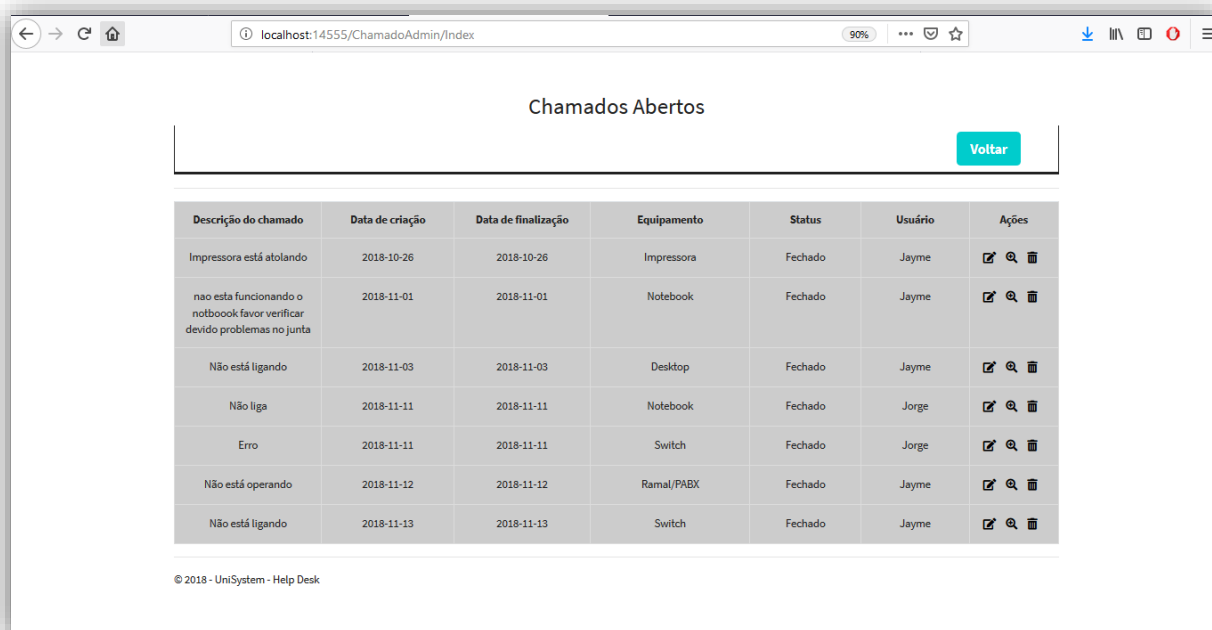 localhost:14555/ChamadoAdmin/Index
90%
Chamados Abertos
Voltar
Descrição do chamado Data de criação Data de finalização Equipamento Status Usuário Ações
Impressora está atolando 2018-10-26 2018-10-26 Impressora Fechado Jayme
nao esta funcionando o 2018-11-01 2018-11-01 Notebook Fechado Jayme
notboook favor verificar
devido problemas no junta
Não está ligando 2018-11-03 2018-11-03 Desktop Fechado Jayme
Não liga 2018-11-11 2018-11-11 Notebook Fechado Jorge
Erro 2018-11-11 2018-11-11 Switch Fechado Jorge
Não está operando 2018-11-12 2018-11-12 Ramal/PABX Fechado Jayme
Não está ligando 2018-11-13 2018-11-13 Switch Fechado Jayme
© 2018 - UniSystem - Help Desk